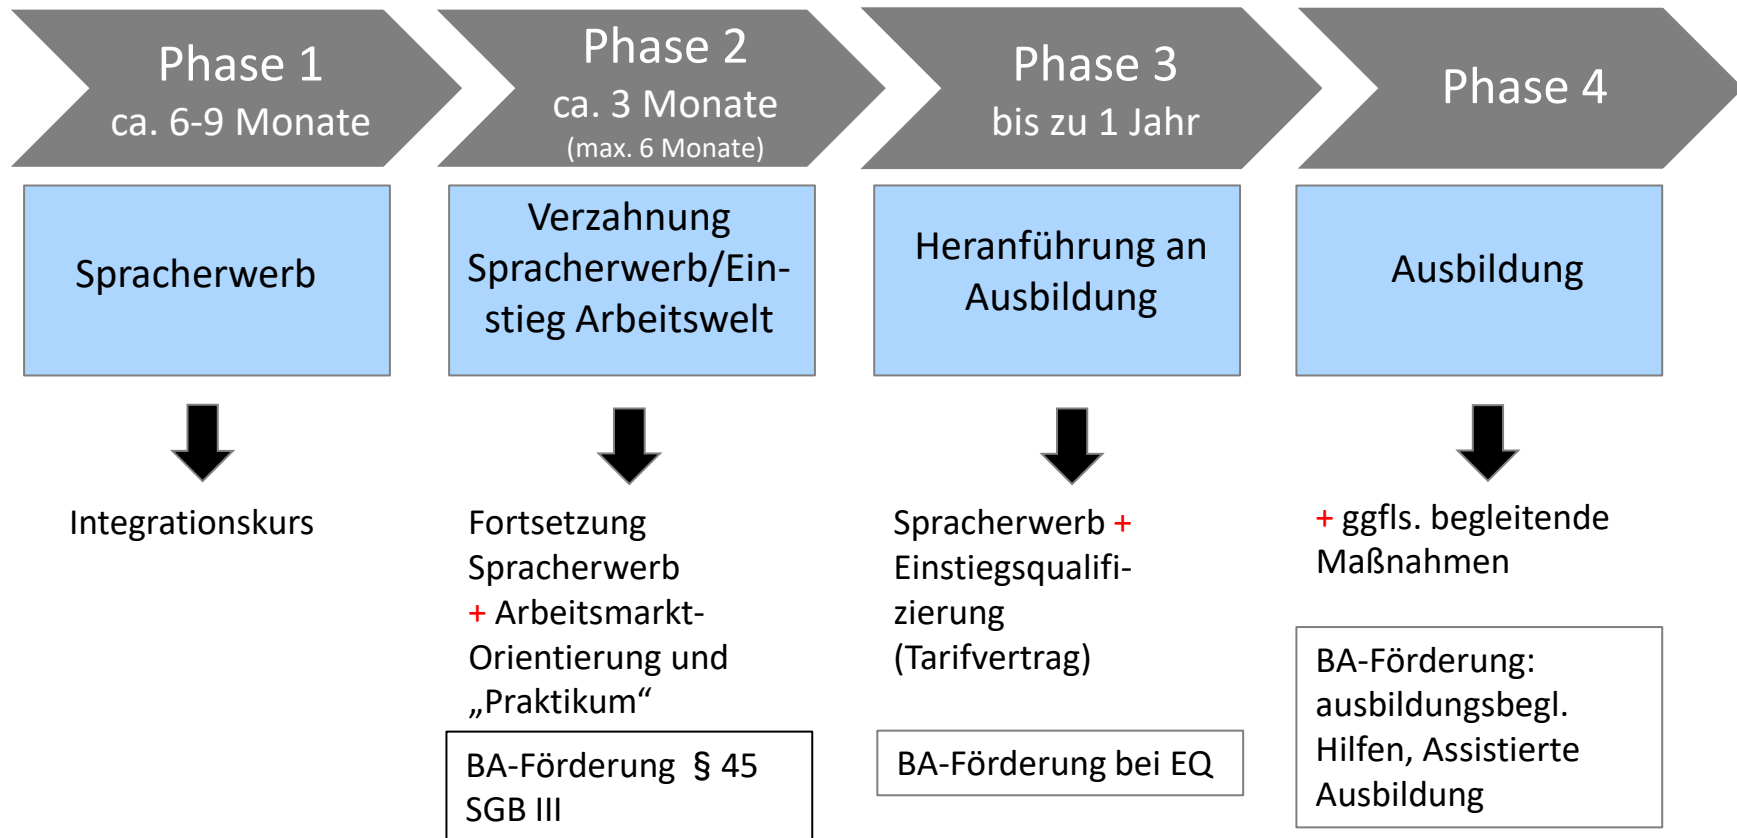 Phase 1
ca. 6-9 Monate
Phase 2
ca. 3 Monate
(max. 6 Monate)
Phase 3
bis zu 1 Jahr
Phase 4
Spracherwerb
Verzahnung
Spracherwerb/Ein-
stieg Arbeitswelt
Heranführung an
Ausbildung
Ausbildung
Integrationskurs
Fortsetzung
Spracherwerb
+ Arbeitsmarkt-
Orientierung und
„Praktikum“
BA-Förderung § 45
SGB III
Spracherwerb +
Einstiegsqualifi-
zierung
(Tarifvertrag)
BA-Förderung bei EQ
+ ggfls. begleitende
Maßnahmen
BA-Förderung:
ausbildungsbegl.
Hilfen, Assistierte
Ausbildung